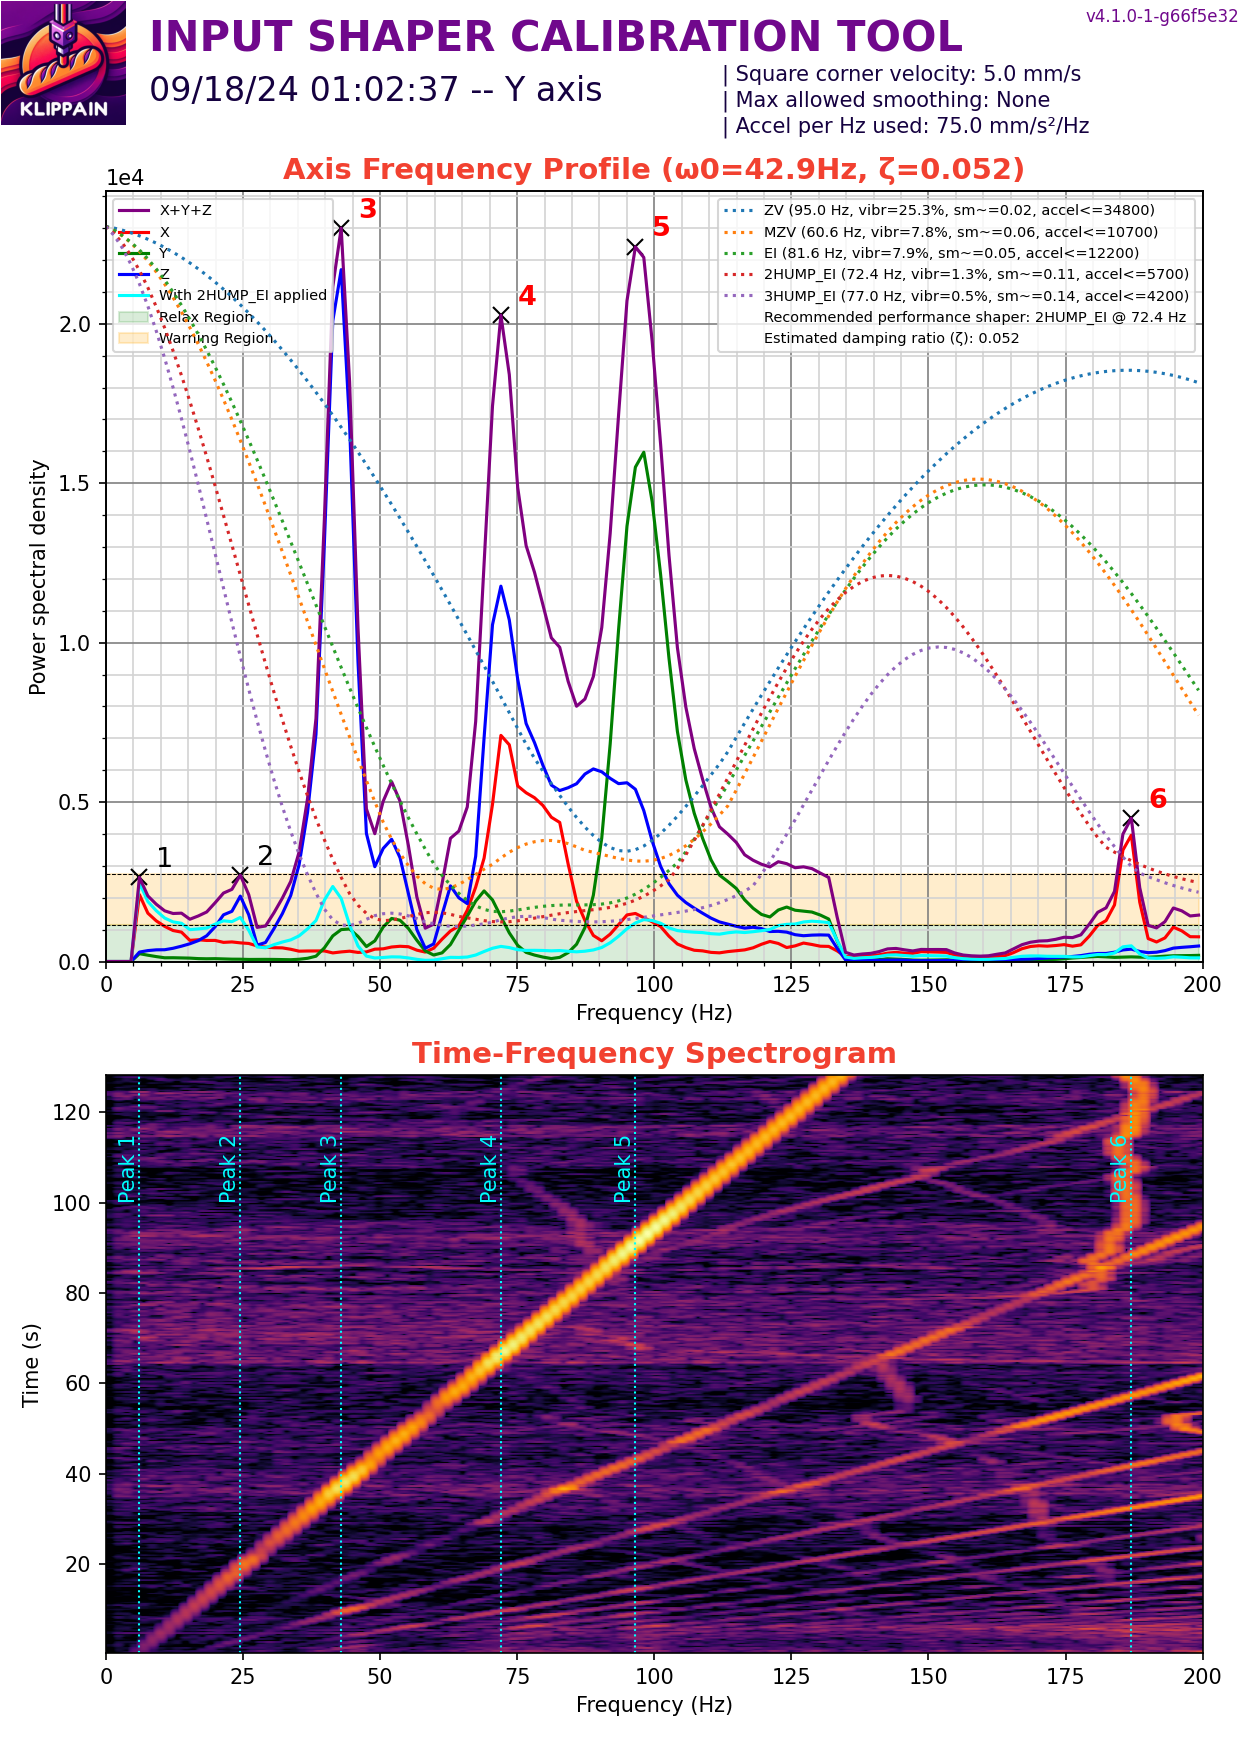 v4.1.0-1-g66f5e32
INPUT SHAPER CALIBRATION TOOL
09/18/24 01:02:37 -- Y axis
| Square corner velocity: 5.0 mm/s
| Max allowed smoothing: None
| Accel per Hz used: 75.0 mm/s²/Hz
KLIPPAIN
Axis Frequency Profile (ω0=42.9Hz, ζ=0.052)
1e4
X+Y+Z
X
Y
Z
With 2HUMP_EI applied
Relax Region
Warning Region
ZV (95.0 Hz, vibr=25.3%, sm~=0.02, accel<=34800)
MZV (60.6 Hz, vibr=7.8%, sm~=0.06, accel<=10700)
EI (81.6 Hz, vibr=7.9%, sm~=0.05, accel<=12200)
2HUMP_EI (72.4 Hz, vibr=1.3%, sm~=0.11, accel<=5700)
3HUMP_EI (77.0 Hz, vibr=0.5%, sm~=0.14, accel<=4200)
Recommended performance shaper: 2HUMP_EI @ 72.4 Hz
Estimated damping ratio (ζ): 0.052
1
2
3
4
5
6
Power spectral density
2.0
1.5
1.0
0.5
0.0
0 25 50 75 100 125 150 175 200
Frequency (Hz)
Time-Frequency Spectrogram
Peak 1
Peak 2
Peak 3
Peak 4
Peak 5
Peak 6
Time (s)
120
100
80
60
40
20
0 25 50 75 100 125 150 175 200
Frequency (Hz)